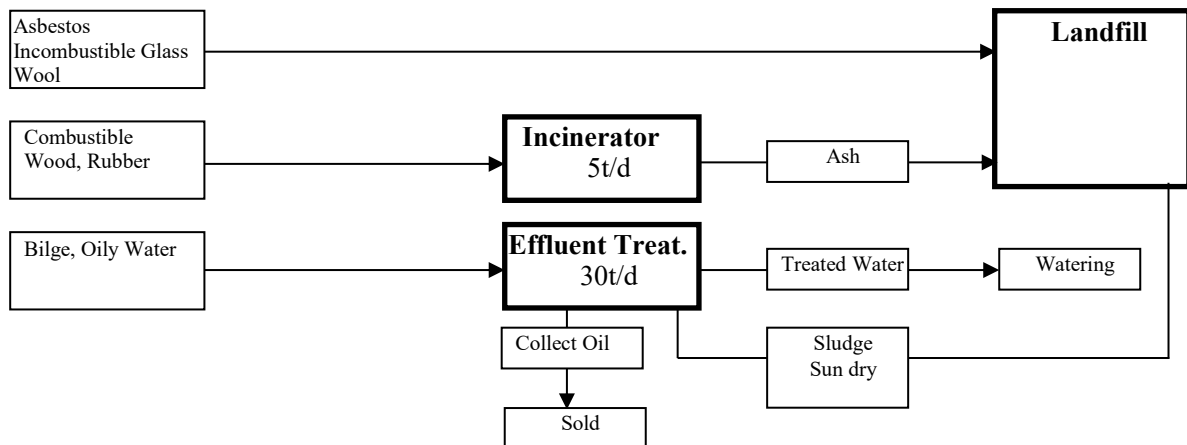 Asbestos
Incombustible Glass
Wool
Landfill
Combustible
Wood, Rubber
Incinerator
5t/d
Ash
Bilge, Oily Water
Effluent Treat.
30t/d
Treated Water
Watering
Collect Oil
Sludge
Sun dry
Sold